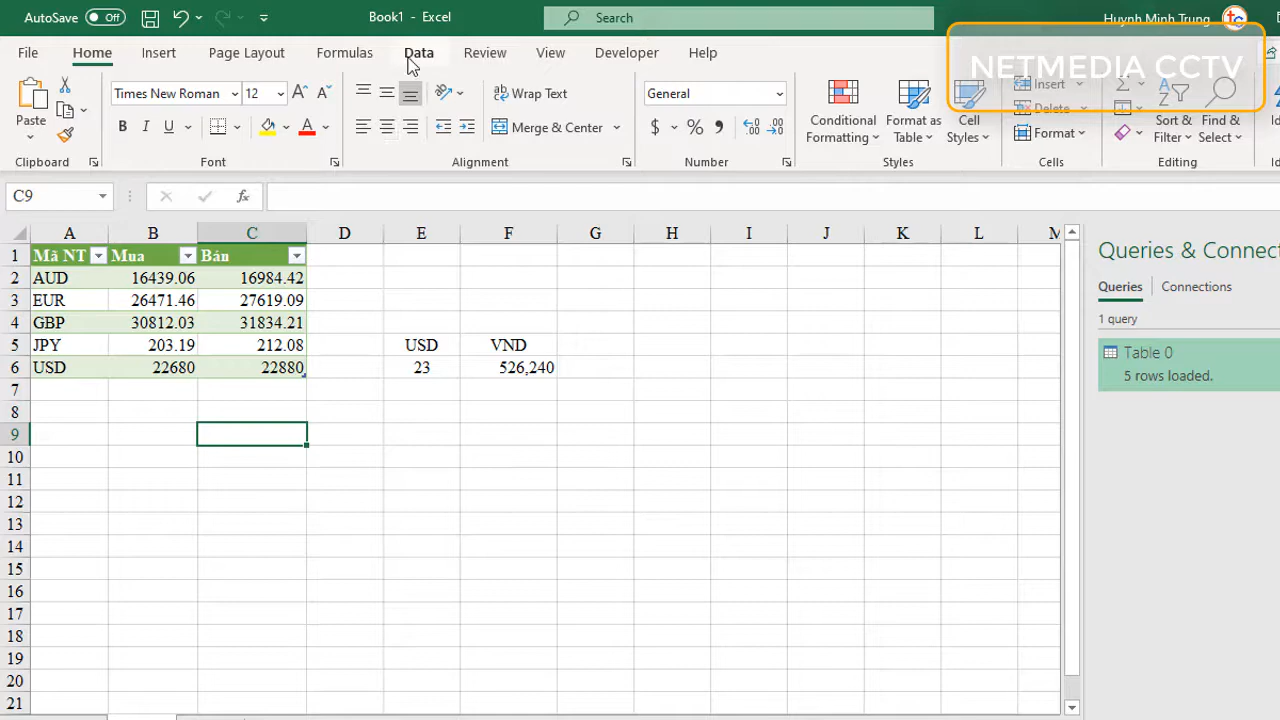 AutoSave Off
Book1 - Excel
Search
Huynh Minh Trung
NETMEDIA CCTV
File Home Insert Page Layout Formulas Data Review View Developer Help
Paste
Clipboard
Times New Roman 12
B I U
Font
Wrap Text
Merge & Center
Alignment
General
$ % 9
Number
Conditional Formatting
Format as Table
Cell Styles
Styles
Insert
Delete
Format
Cells
Sort & Filter
Find & Select
Editing
C9 fx
A B C D E F G H I J K L M
1 Mã NT Mua Bán
2 AUD 16439.06 16984.42
3 EUR 26471.46 27619.09
4 GBP 30812.03 31834.21
5 JPY 203.19 212.08 USD VND
6 USD 22680 22880 23 526,240
7
8
9
10
11
12
13
14
15
16
17
18
19
20
21
Queries & Connect
Queries Connections
1 query
Table 0
5 rows loaded.